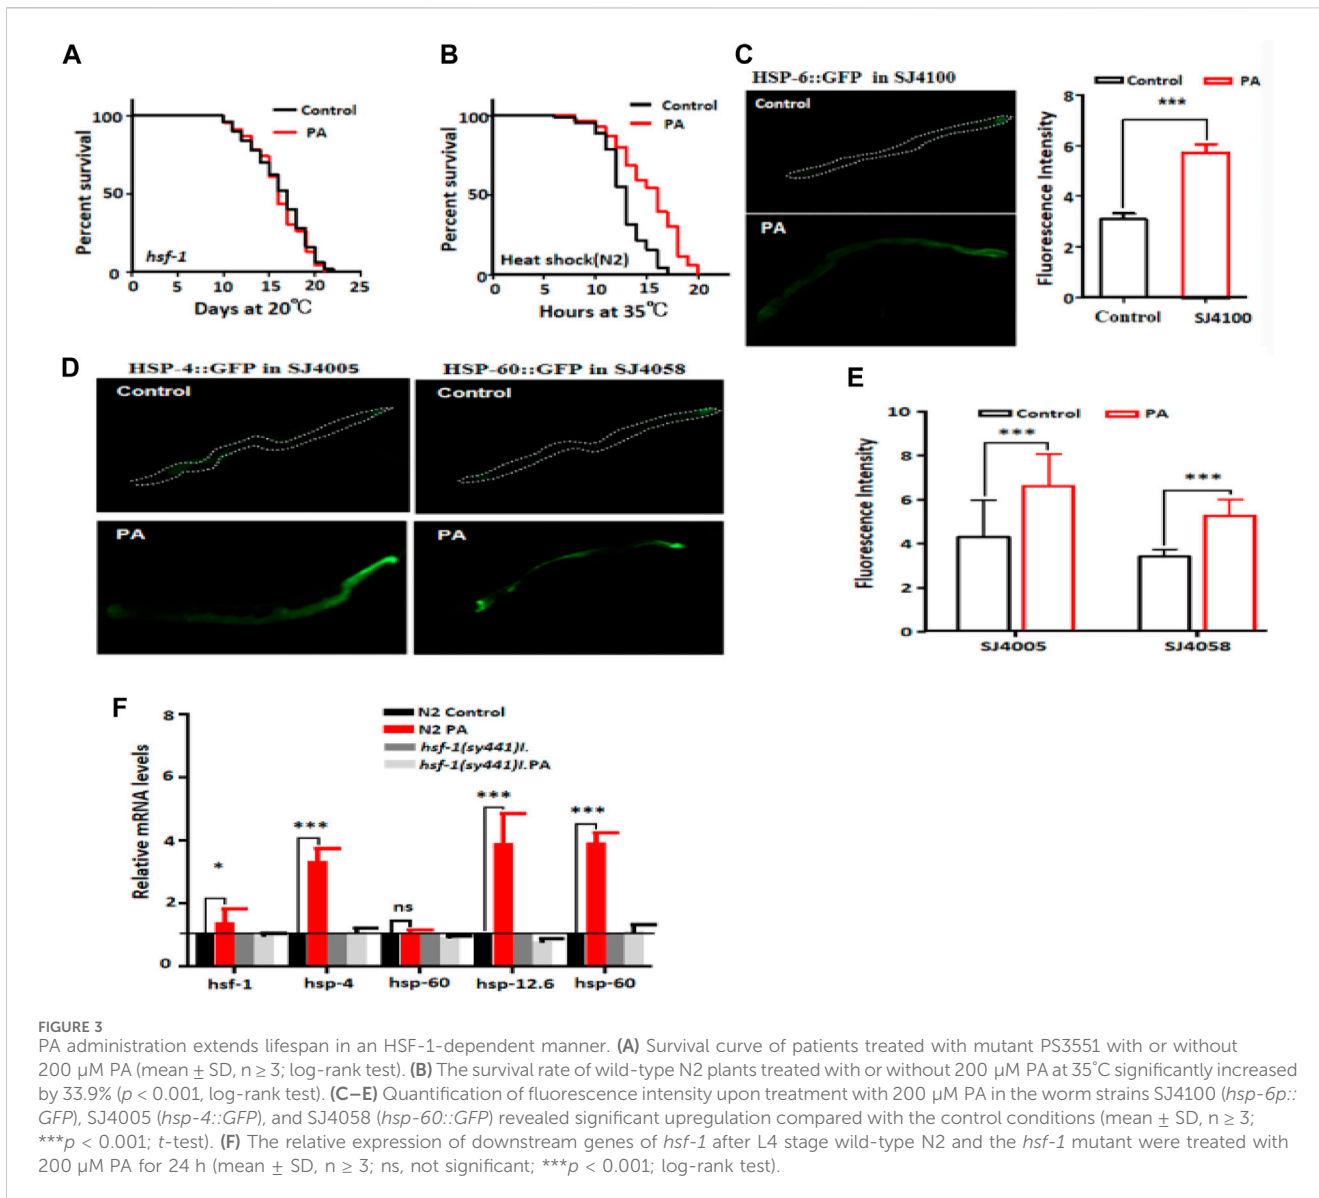 A
100
50
0
Percent survival
Control
PA
hsf-1
0 5 10 15 20 25
Days at 20°C
B
100
50
0
Percent survival
Control
PA
Heat shock(N2)
0 5 10 15 20
Hours at 35°C
C
HSP-6::GFP in SJ4100
Control
PA
Control PA
***
8
6
4
2
0
Fluorescence Intensity
Control SJ4100
D
HSP-4::GFP in SJ4005
Control
PA
HSP-60::GFP in SJ4058
Control
PA
E
Control PA
10
8
6
4
2
0
Fluorescence Intensity
***
***
SJ4005 SJ4058
F
8
6
4
2
0
Relative mRNA levels
N2 Control
N2 PA
hsf-1(sy441)I.
hsf-1(sy441)I.PA
*
***
ns
***
***
hsf-1 hsp-4 hsp-60 hsp-12.6 hsp-60
FIGURE 3
PA administration extends lifespan in an HSF-1-dependent manner. (A) Survival curve of patients treated with mutant PS3551 with or without
200 µM PA (mean ± SD, n ≥ 3; log-rank test). (B) The survival rate of wild-type N2 plants treated with or without 200 µM PA at 35°C significantly increased
by 33.9% (p < 0.001, log-rank test). (C–E) Quantification of fluorescence intensity upon treatment with 200 µM PA in the worm strains SJ4100 (hsp-6p::
GFP), SJ4005 (hsp-4::GFP), and SJ4058 (hsp-60::GFP) revealed significant upregulation compared with the control conditions (mean ± SD, n ≥ 3;
***p < 0.001; t-test). (F) The relative expression of downstream genes of hsf-1 after L4 stage wild-type N2 and the hsf-1 mutant were treated with
200 µM PA for 24 h (mean ± SD, n ≥ 3; ns, not significant; ***p < 0.001; log-rank test).